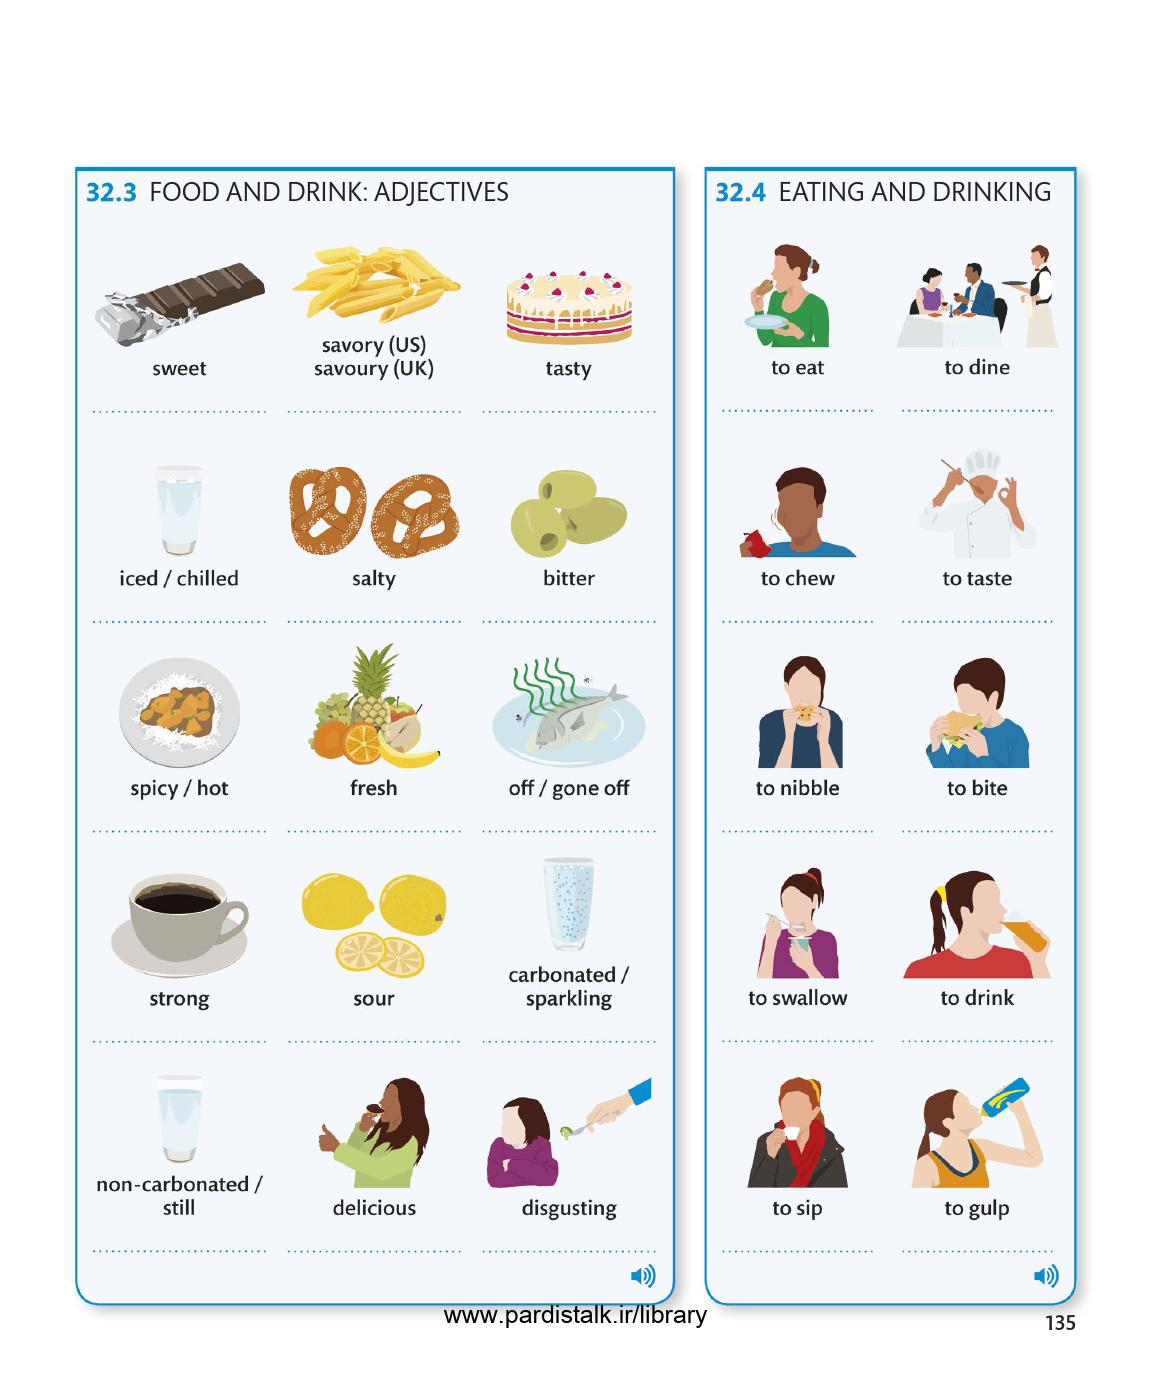 32.3 FOOD AND DRINK: ADJECTIVES
sweet
savory (US)
savoury (UK)
tasty
iced / chilled
salty
bitter
spicy / hot
fresh
off / gone off
strong
sour
carbonated /
sparkling
non-carbonated /
still
delicious
disgusting
32.4 EATING AND DRINKING
to eat
to dine
to chew
to taste
to nibble
to bite
to swallow
to drink
to sip
to gulp
www.pardistalk.ir/library
135